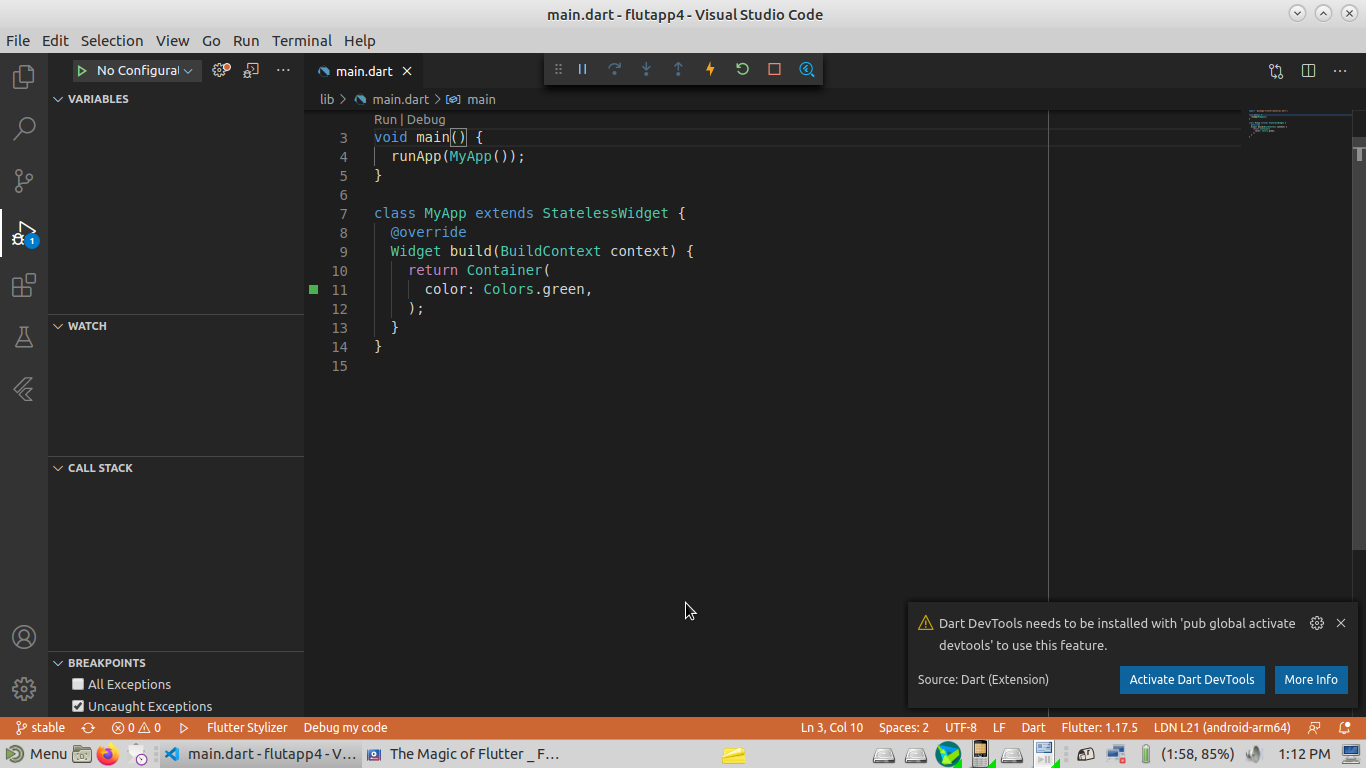 main.dart - flutapp4 - Visual Studio Code
File Edit Selection View Go Run Terminal Help
No Configurat
main.dart
VARIABLES
lib > main.dart > main
Run | Debug
3 void main() {
4 runApp(MyApp());
5 }
6
7 class MyApp extends StatelessWidget {
8 @override
9 Widget build(BuildContext context) {
10 return Container(
11 color: Colors.green,
12 );
13 }
14 }
15
WATCH
CALL STACK
1
BREAKPOINTS
All Exceptions
Uncaught Exceptions
Dart DevTools needs to be installed with 'pub global activate
devtools' to use this feature.
Source: Dart (Extension)
Activate Dart DevTools
More Info
stable 0 0 Flutter Stylizer Debug my code Ln 3, Col 10 Spaces: 2 UTF-8 LF Dart Flutter: 1.17.5 LDN L21 (android-arm64)
Menu main.dart - flutapp4 - V... The Magic of Flutter _ F... (1:58, 85%) 1:12 PM